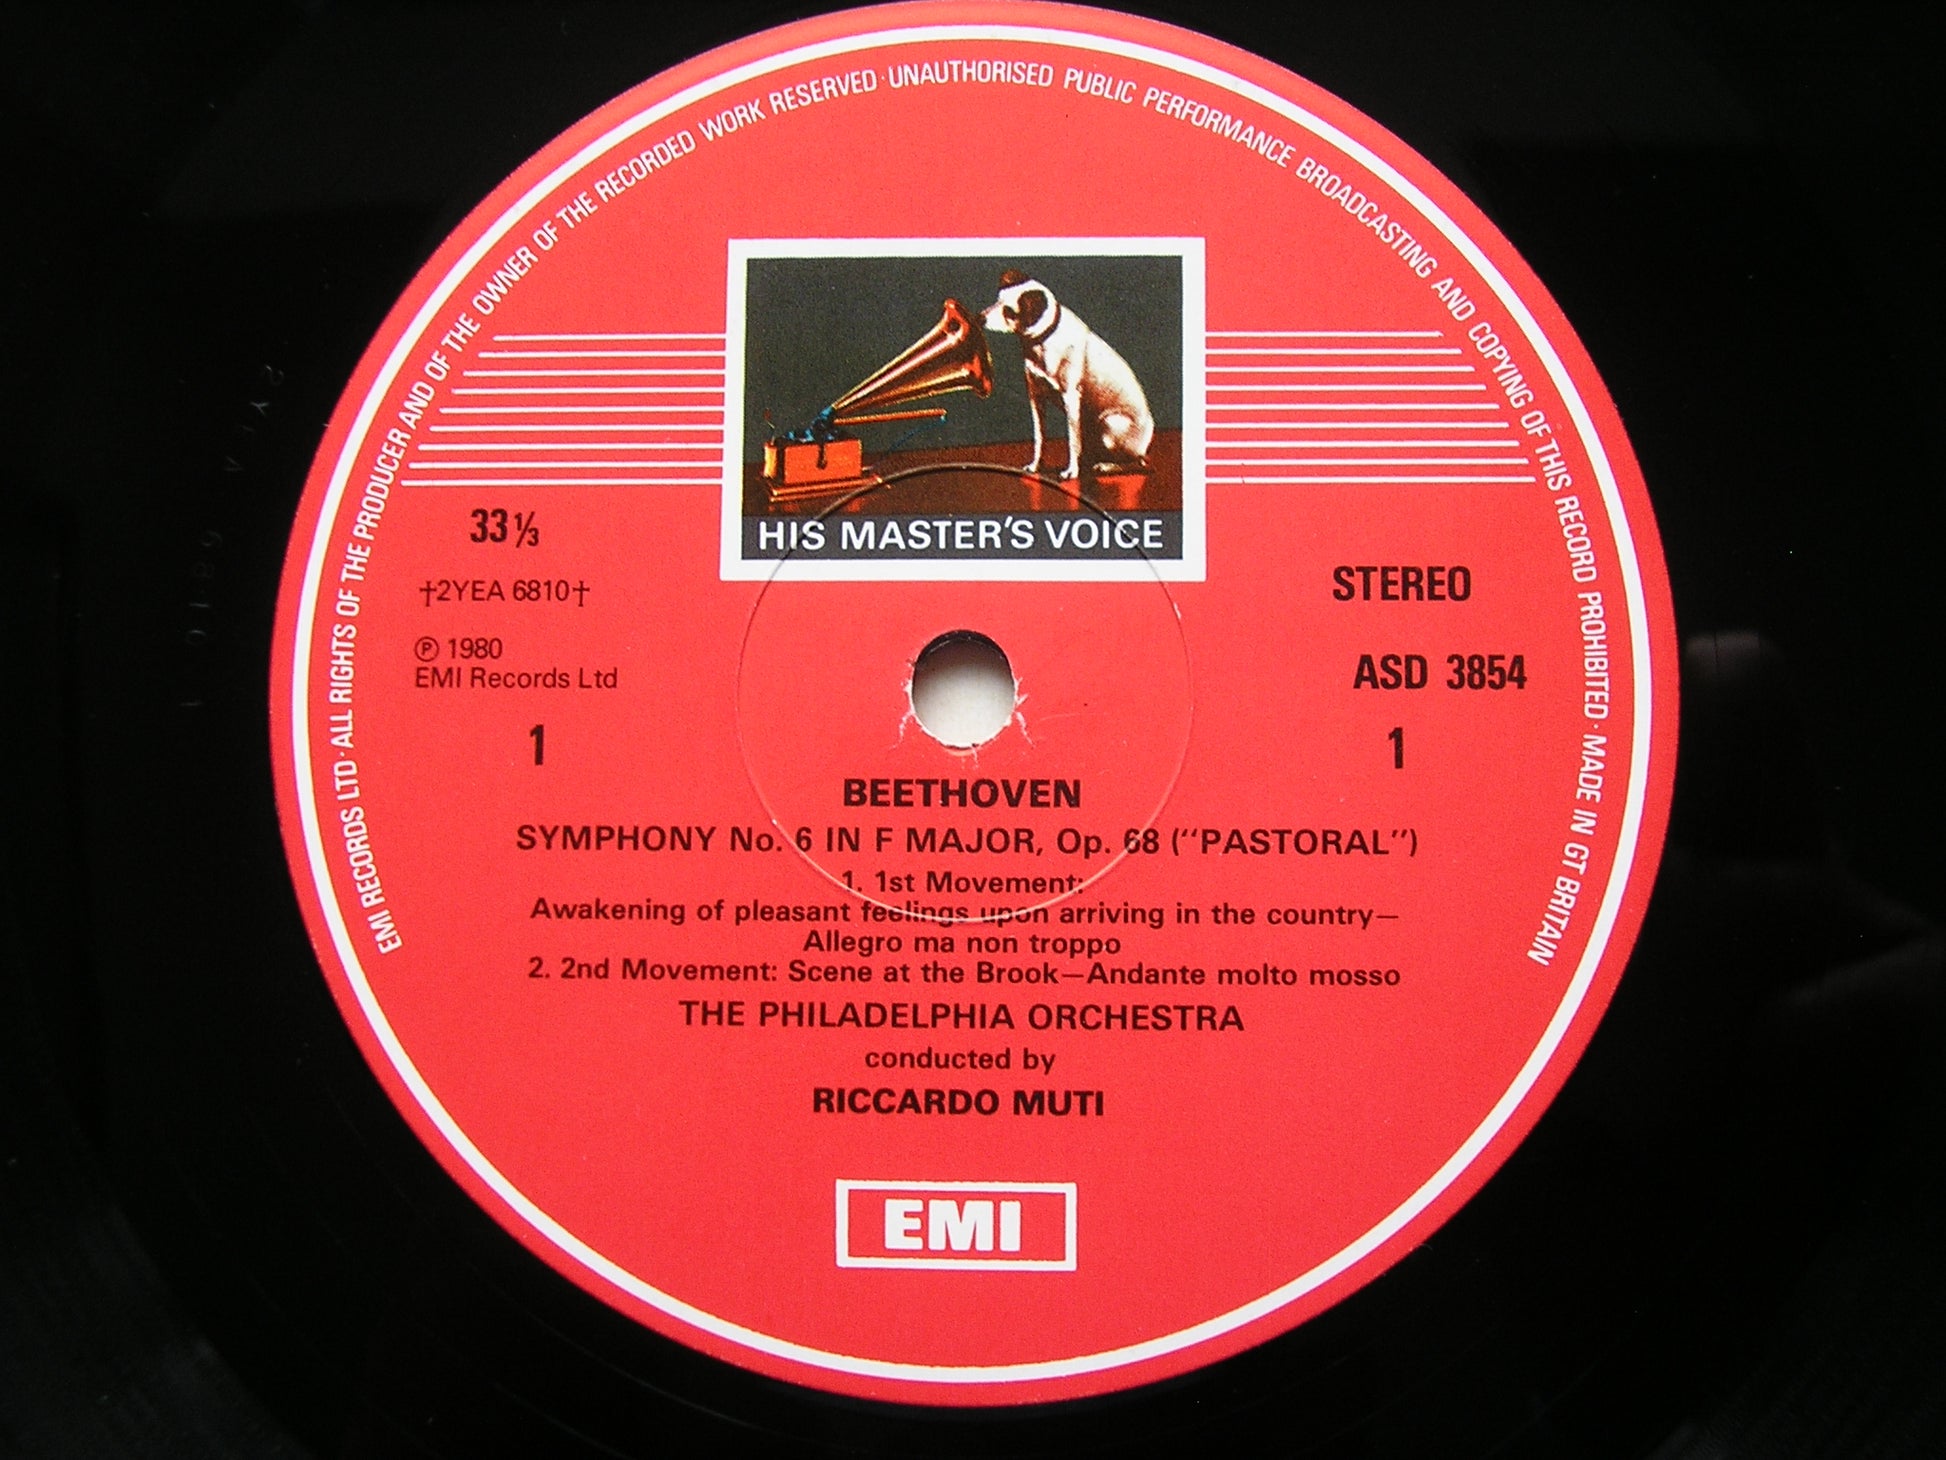 EMI RECORDS LTD · ALL RIGHTS OF THE PRODUCER AND OF THE OWNER OF THE RECORDED WORK RESERVED · UNAUTHORISED PUBLIC PERFORMANCE BROADCASTING AND COPYING OF THIS RECORD PROHIBITED · MADE IN GT BRITAIN
HIS MASTER'S VOICE
33 1/3
†2YEA 6810†
STEREO
℗ 1980
EMI Records Ltd
ASD 3854
1
1
BEETHOVEN
SYMPHONY No. 6 IN F MAJOR, Op. 68 ("PASTORAL")
1. 1st Movement:
Awakening of pleasant feelings upon arriving in the country—
Allegro ma non troppo
2. 2nd Movement: Scene at the Brook—Andante molto mosso
THE PHILADELPHIA ORCHESTRA
conducted by
RICCARDO MUTI
EMI